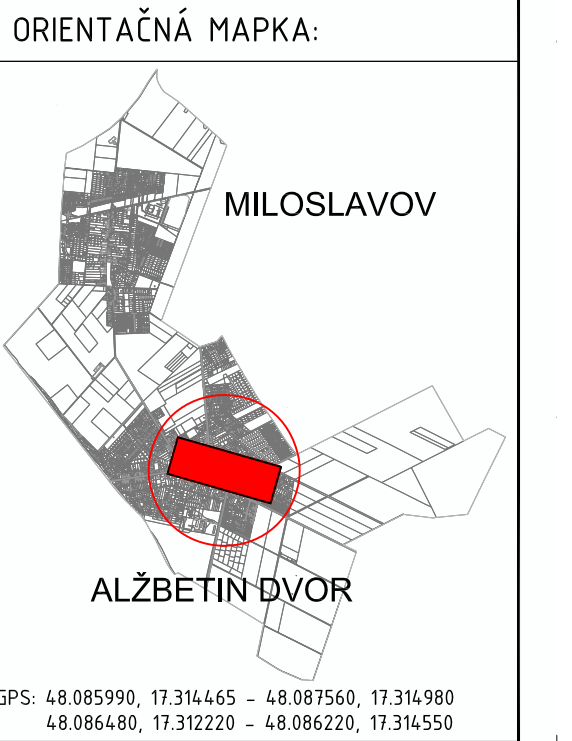 ORIENTAČNÁ MAPKA:
MILOSLAVOV
ALŽBETIN DVOR
GPS: 48.085990, 17.314465 - 48.087560, 17.314980
48.086480, 17.312220 - 48.086220, 17.314550